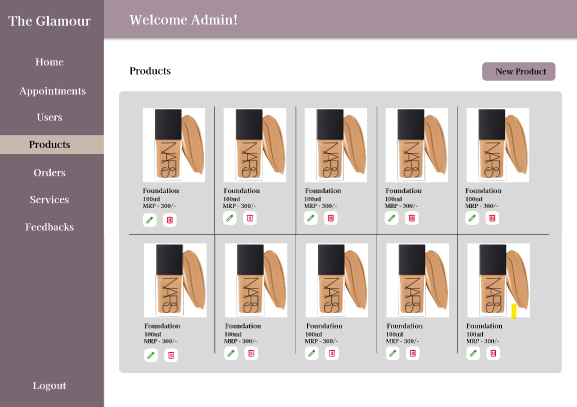 The Glamour
Welcome Admin!
Home
Appointments
Users
Products
Orders
Services
Feedbacks
Logout
Products
New Product
NARS
NARS
NARS
NARS
NARS
Foundation
100ml
MRP - 300/-
Foundation
100ml
MRP - 300/-
Foundation
100ml
MRP - 300/-
Foundation
100ml
MRP - 300/-
Foundation
100ml
MRP - 300/-
NARS
NARS
NARS
NARS
NARS
Foundation
100ml
MRP - 300/-
Foundation
100ml
MRP - 300/-
Foundation
100ml
MRP - 300/-
Foundation
100ml
MRP - 300/-
Foundation
100ml
MRP - 300/-